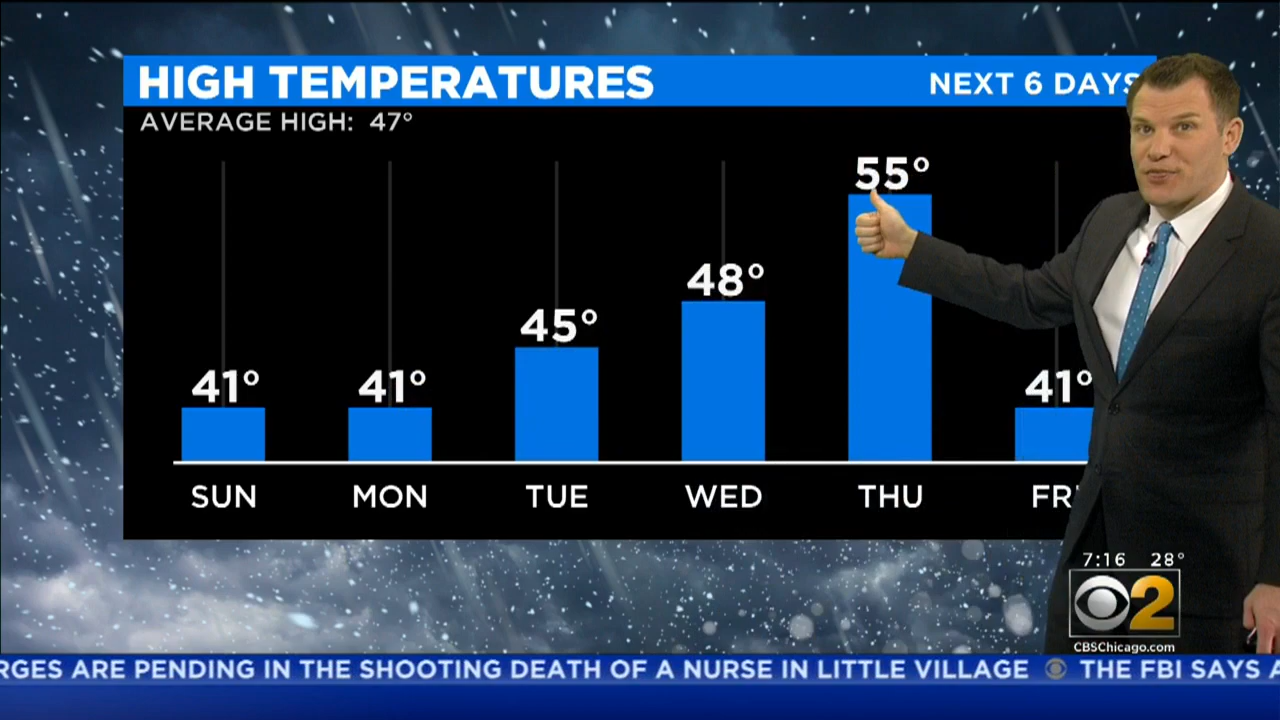 HIGH TEMPERATURES
NEXT 6 DAYS
AVERAGE HIGH: 47°
41°
41°
45°
48°
55°
41°
SUN
MON
TUE
WED
THU
FRI
7:16 28°
2
CBSChicago.com
RGES ARE PENDING IN THE SHOOTING DEATH OF A NURSE IN LITTLE VILLAGE THE FBI SAYS A